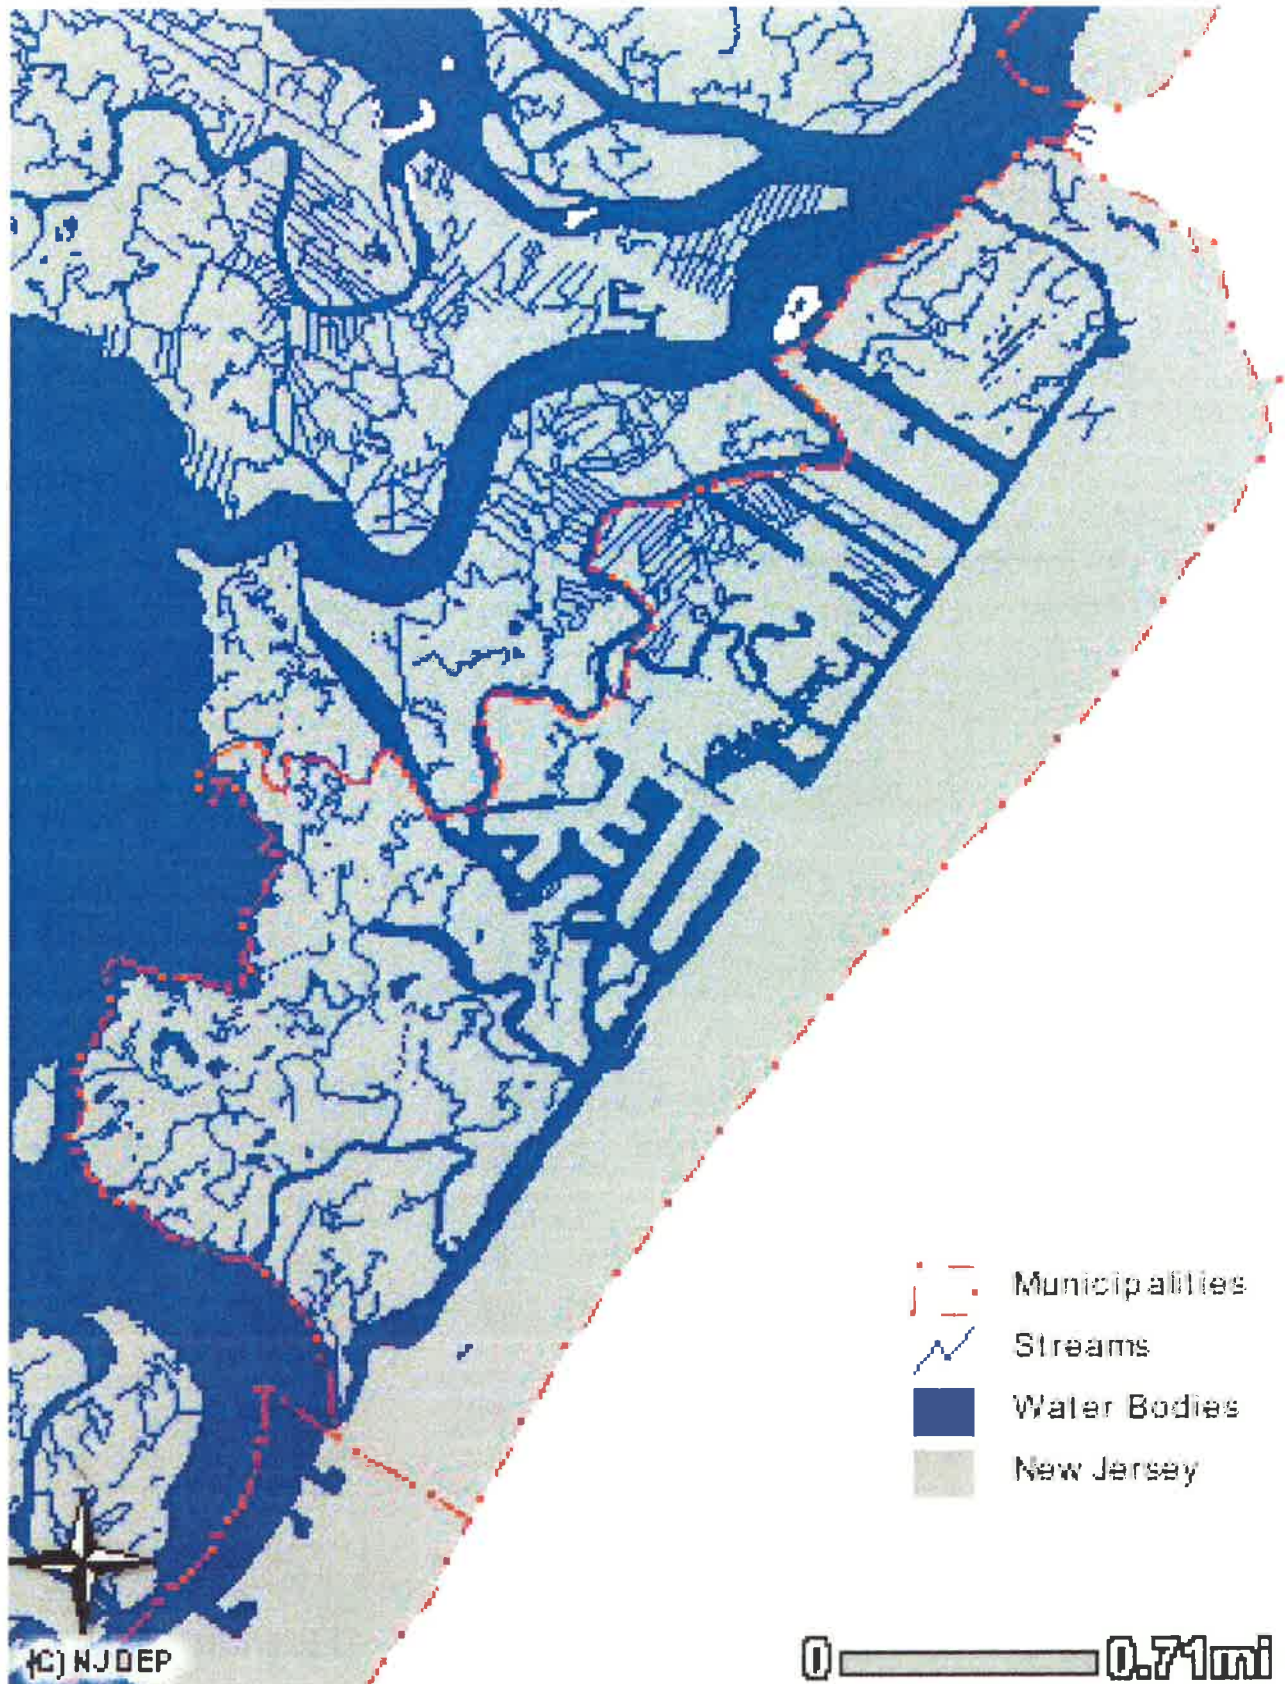 Municipalities
Streams
Water Bodies
New Jersey
(C) NJDEP
0 0.71mi